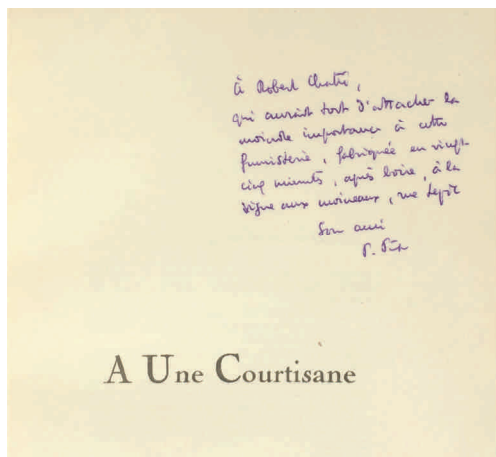 À Robert Chatté,
qui aurait tort d'attacher la
moindre importance à cette
fumisterie, fabriquée en vingt-
cinq minutes, après boire, à la
vigne aux moineaux, rue Lepic
Son ami
P. Pia
A Une Courtisane